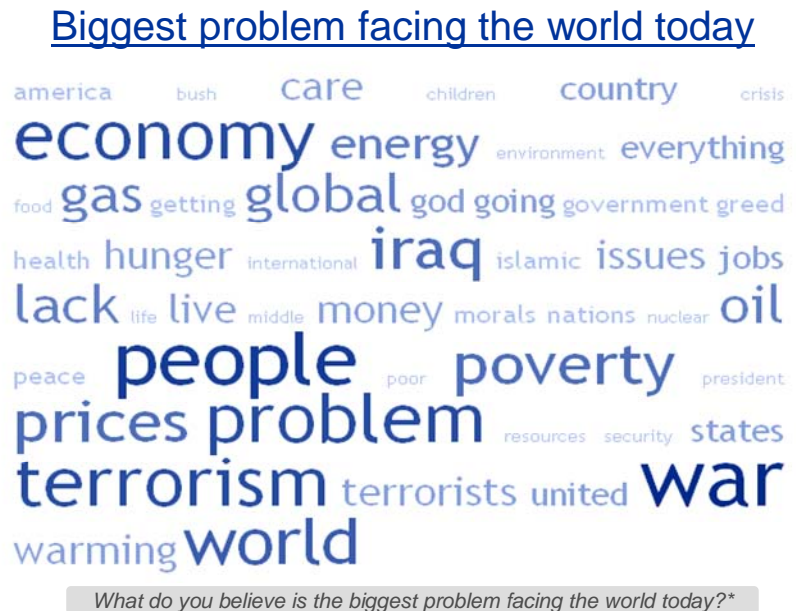 Biggest problem facing the world today
america bush care children country crisis
economy energy environment everything
food gas getting global god going government greed
health hunger international iraq islamic issues jobs
lack life live middle money morals nations nuclear oil
peace people poor poverty president
prices problem resources security states
terrorism terrorists united war
warming world
What do you believe is the biggest problem facing the world today?*